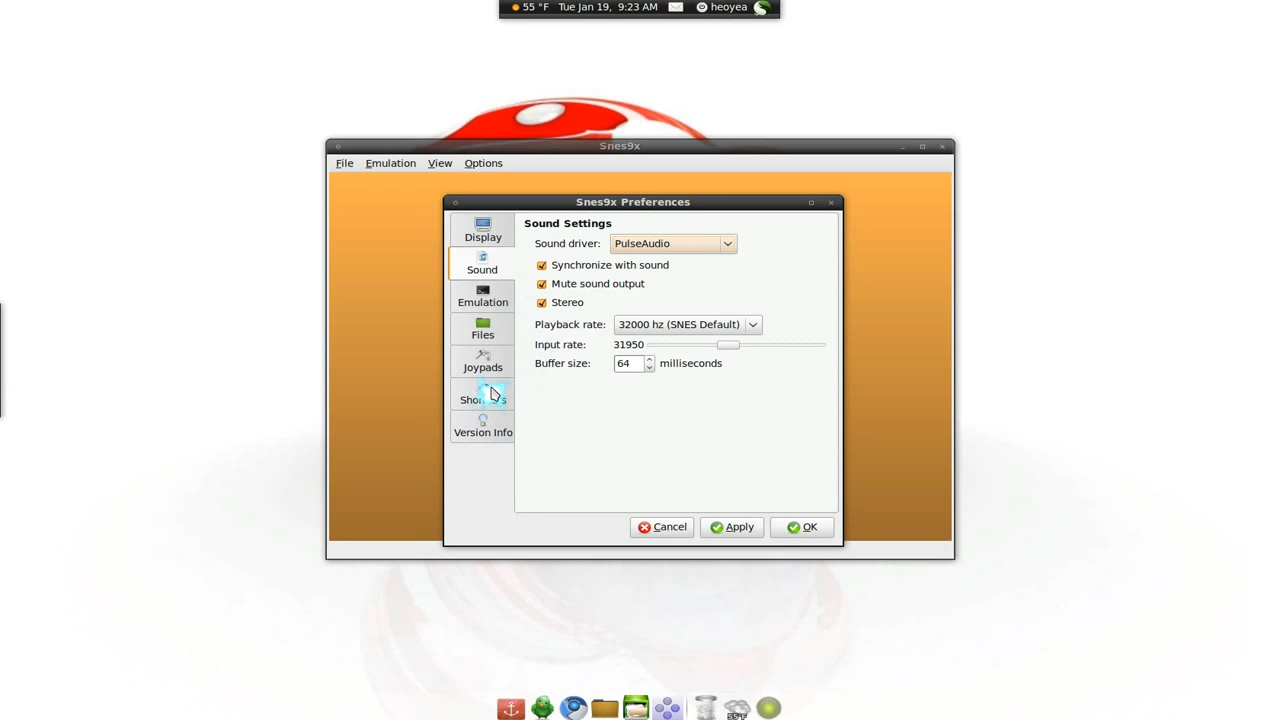 55 °F Tue Jan 19, 9:23 AM heoyea
Snes9x
File Emulation View Options
Snes9x Preferences
Display
Sound
Emulation
Files
Joypads
Version Info
Sound Settings
Sound driver: PulseAudio
Synchronize with sound
Mute sound output
Stereo
Playback rate: 32000 hz (SNES Default)
Input rate: 31950
Buffer size: 64 milliseconds
Cancel Apply OK
55°F